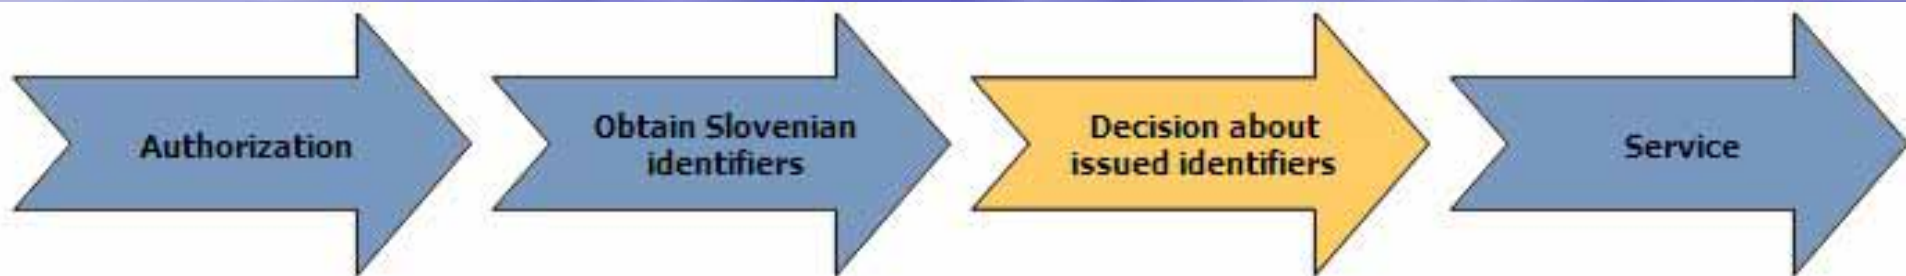 Authorization
Obtain Slovenian
identifiers
Decision about
issued identifiers
Service